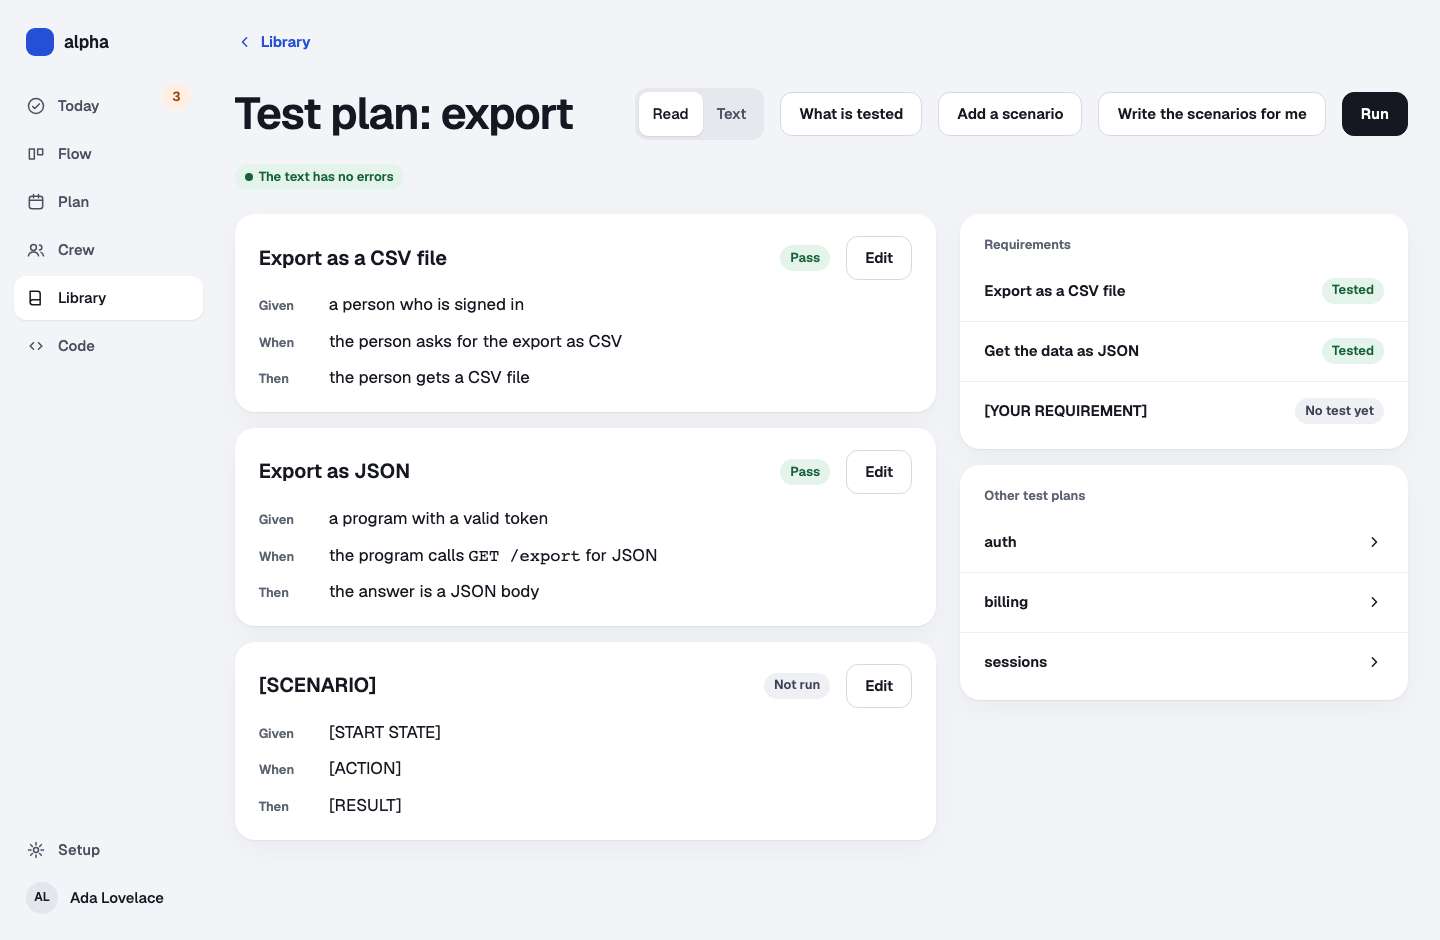 alpha
Library
Today 3
Flow
Plan
Crew
Library
Code
Setup
AL Ada Lovelace
Test plan: export
Read Text What is tested Add a scenario Write the scenarios for me Run
The text has no errors
Export as a CSV file Pass Edit
Given a person who is signed in
When the person asks for the export as CSV
Then the person gets a CSV file
Export as JSON Pass Edit
Given a program with a valid token
When the program calls GET /export for JSON
Then the answer is a JSON body
[SCENARIO] Not run Edit
Given [START STATE]
When [ACTION]
Then [RESULT]
Requirements
Export as a CSV file Tested
Get the data as JSON Tested
[YOUR REQUIREMENT] No test yet
Other test plans
auth
billing
sessions